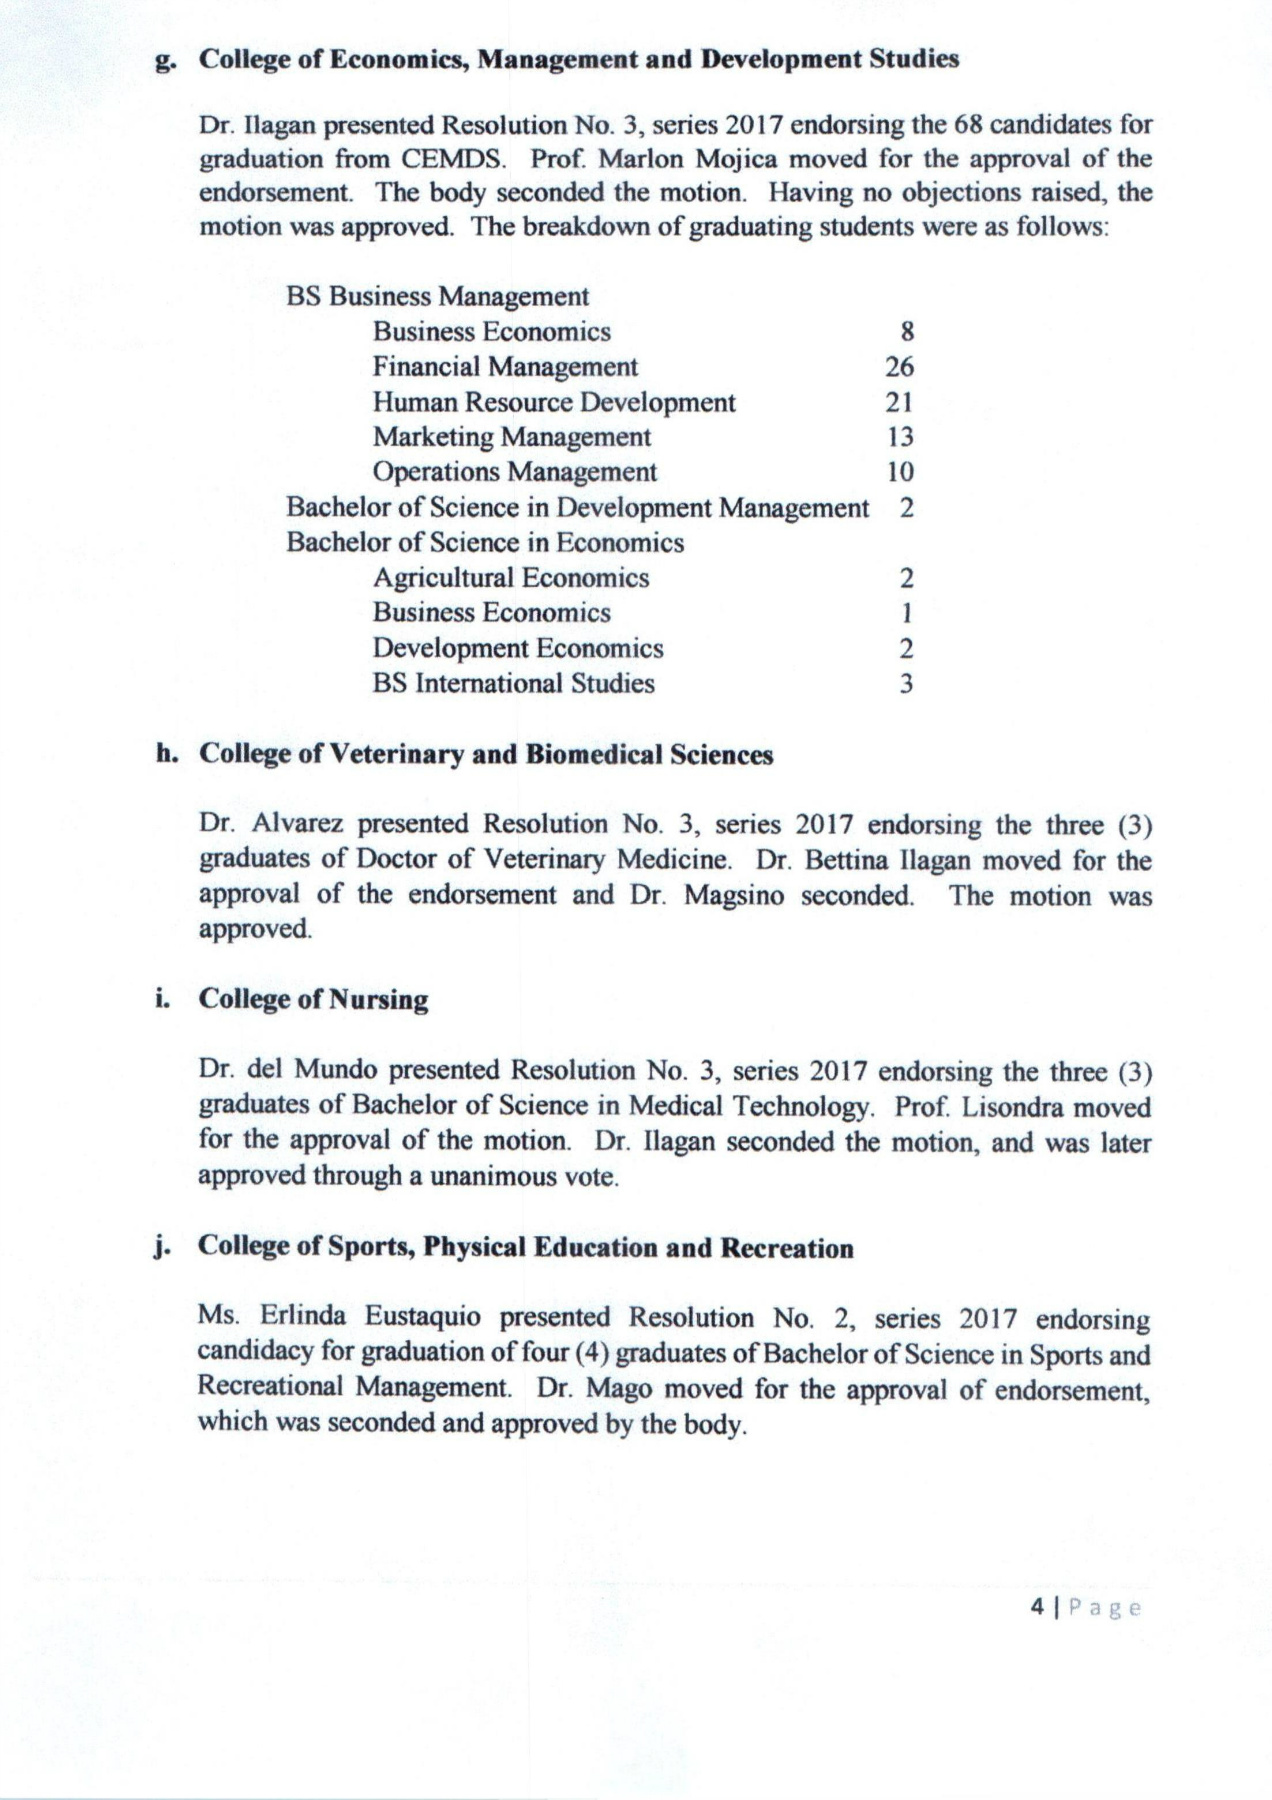 g. College of Economics, Management and Development Studies
Dr. Ilagan presented Resolution No. 3, series 2017 endorsing the 68 candidates for
graduation from CEMDS. Prof. Marlon Mojica moved for the approval of the
endorsement. The body seconded the motion. Having no objections raised, the
motion was approved. The breakdown of graduating students were as follows:
BS Business Management
Business Economics 8
Financial Management 26
Human Resource Development 21
Marketing Management 13
Operations Management 10
Bachelor of Science in Development Management 2
Bachelor of Science in Economics
Agricultural Economics 2
Business Economics 1
Development Economics 2
BS International Studies 3
h. College of Veterinary and Biomedical Sciences
Dr. Alvarez presented Resolution No. 3, series 2017 endorsing the three (3)
graduates of Doctor of Veterinary Medicine. Dr. Bettina Ilagan moved for the
approval of the endorsement and Dr. Magsino seconded. The motion was
approved.
i. College of Nursing
Dr. del Mundo presented Resolution No. 3, series 2017 endorsing the three (3)
graduates of Bachelor of Science in Medical Technology. Prof. Lisondra moved
for the approval of the motion. Dr. Ilagan seconded the motion, and was later
approved through a unanimous vote.
j. College of Sports, Physical Education and Recreation
Ms. Erlinda Eustaquio presented Resolution No. 2, series 2017 endorsing
candidacy for graduation of four (4) graduates of Bachelor of Science in Sports and
Recreational Management. Dr. Mago moved for the approval of endorsement,
which was seconded and approved by the body.
4 | Page